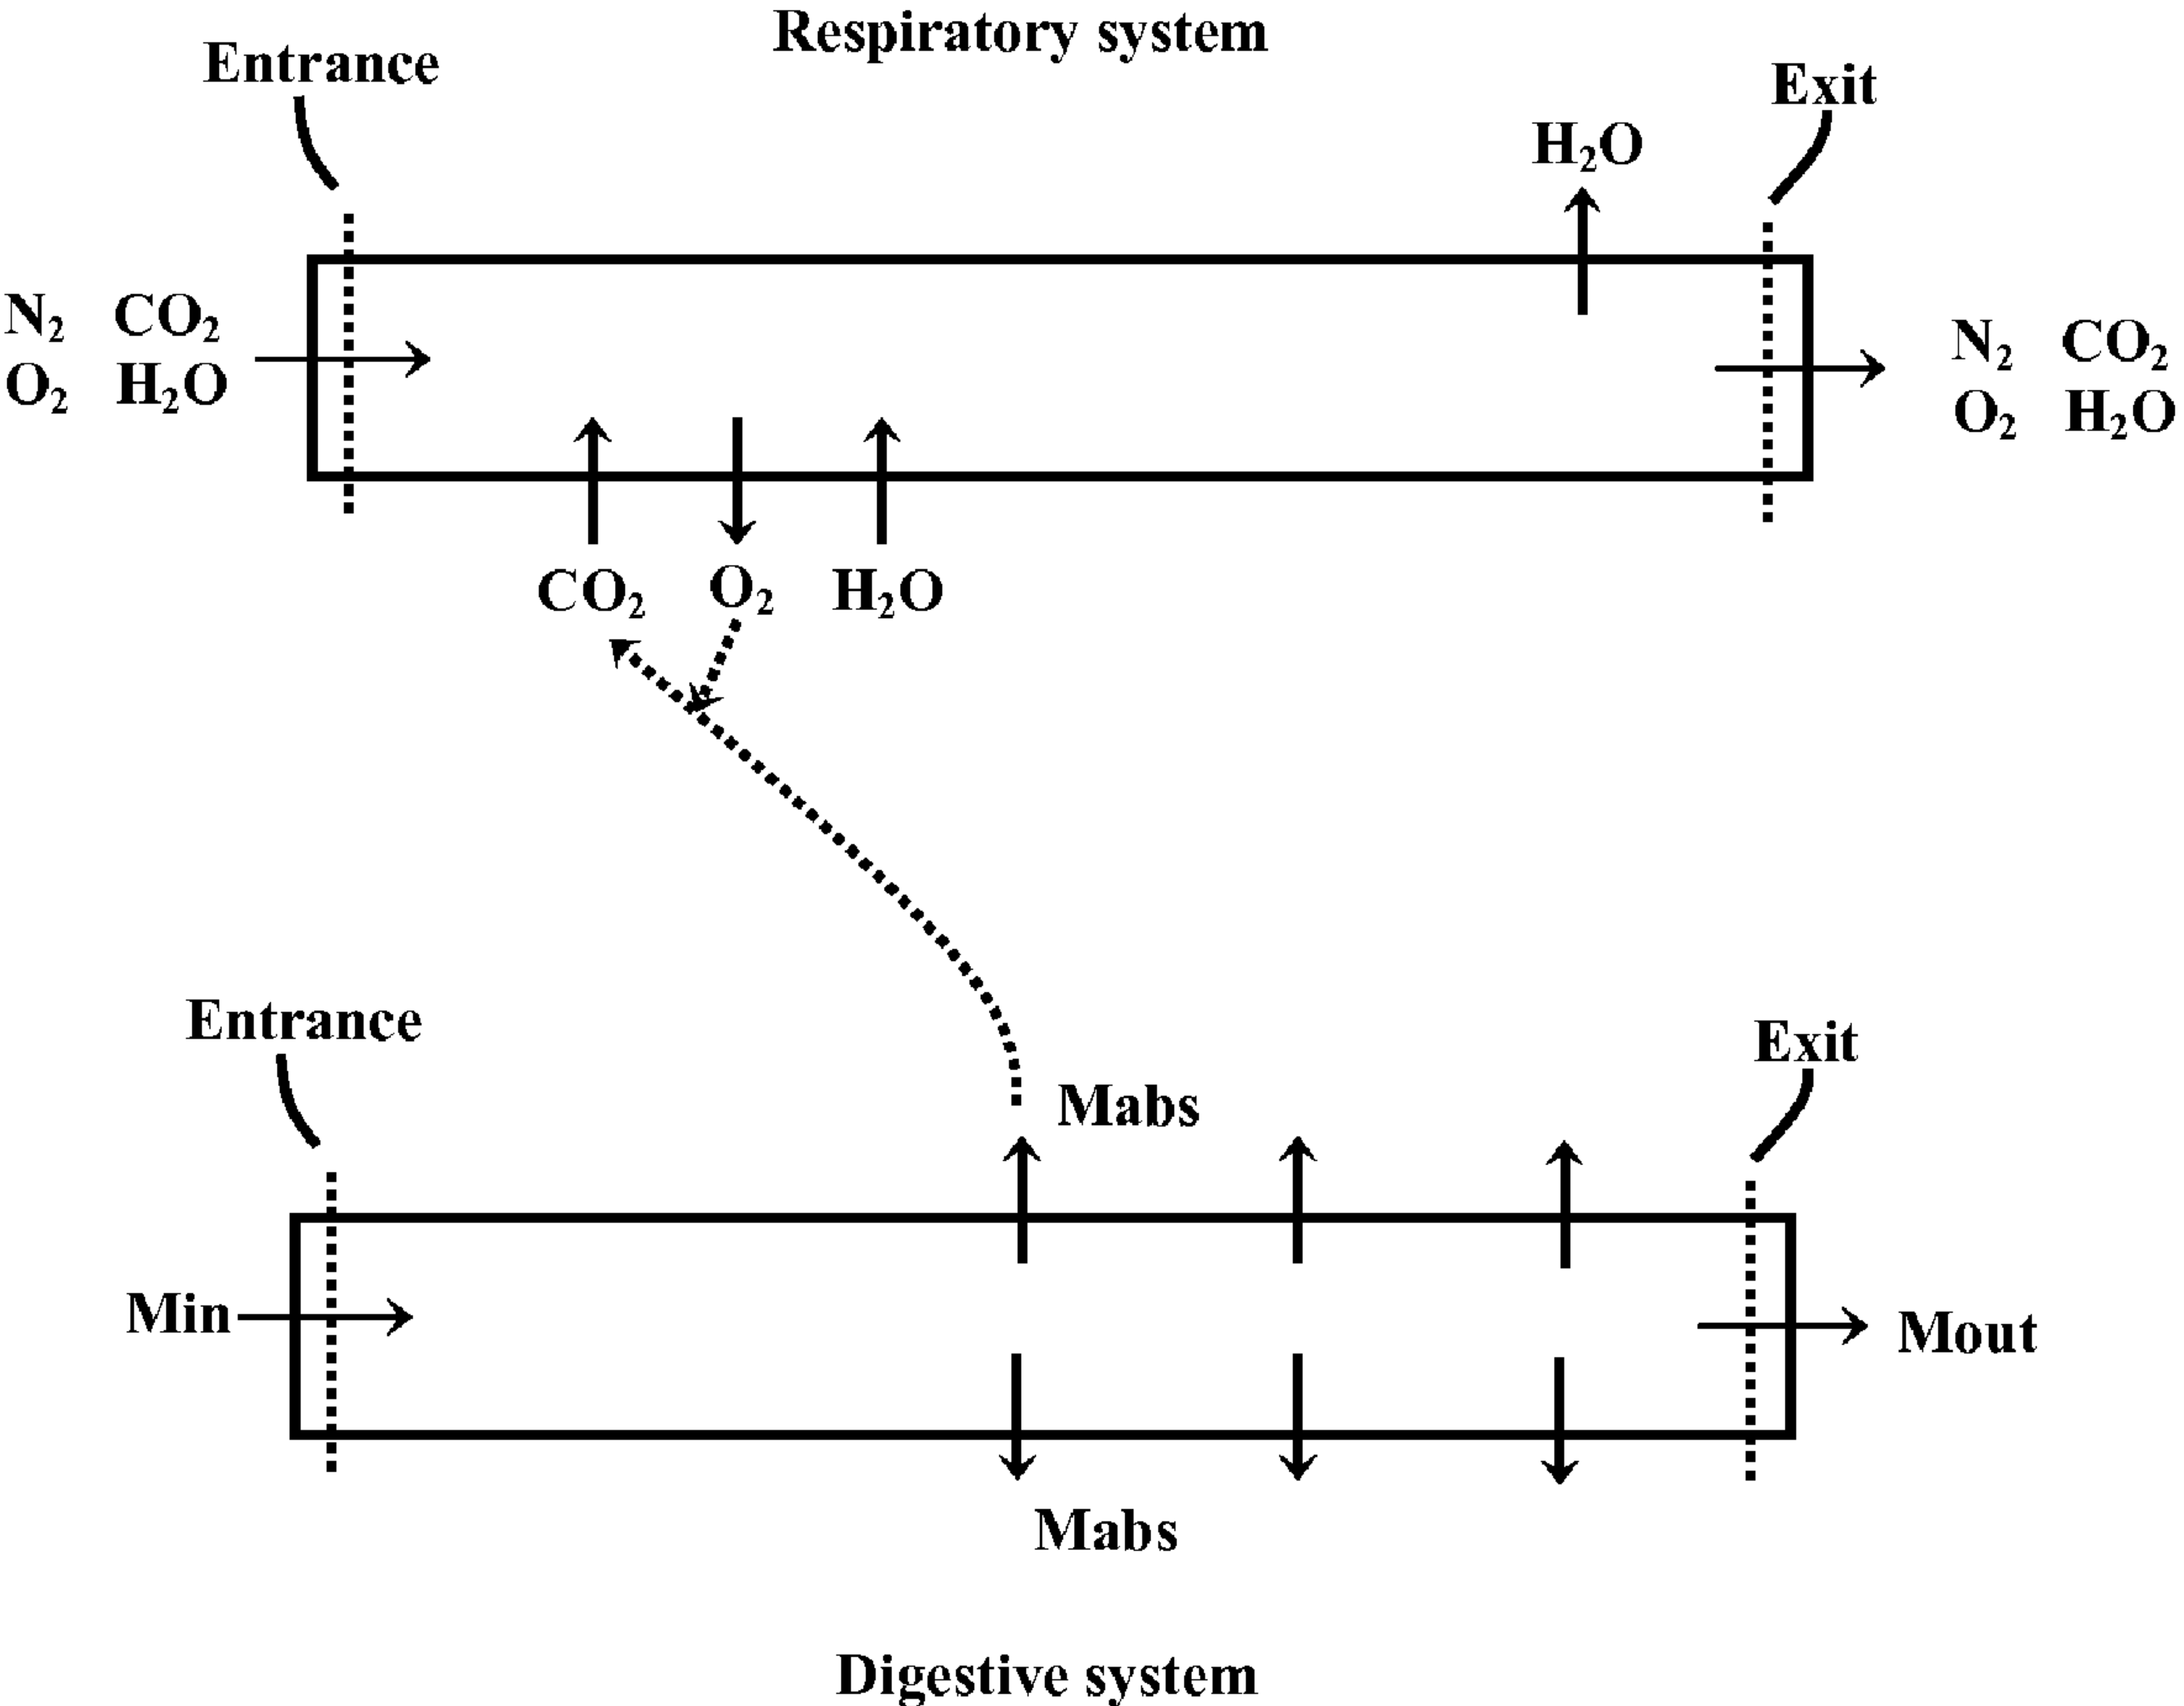 Respiratory system
Entrance
Exit
H₂O
N₂ CO₂
O₂ H₂O
N₂ CO₂
O₂ H₂O
CO₂ O₂ H₂O
Entrance
Exit
Mabs
Min
Mout
Mabs
Digestive system